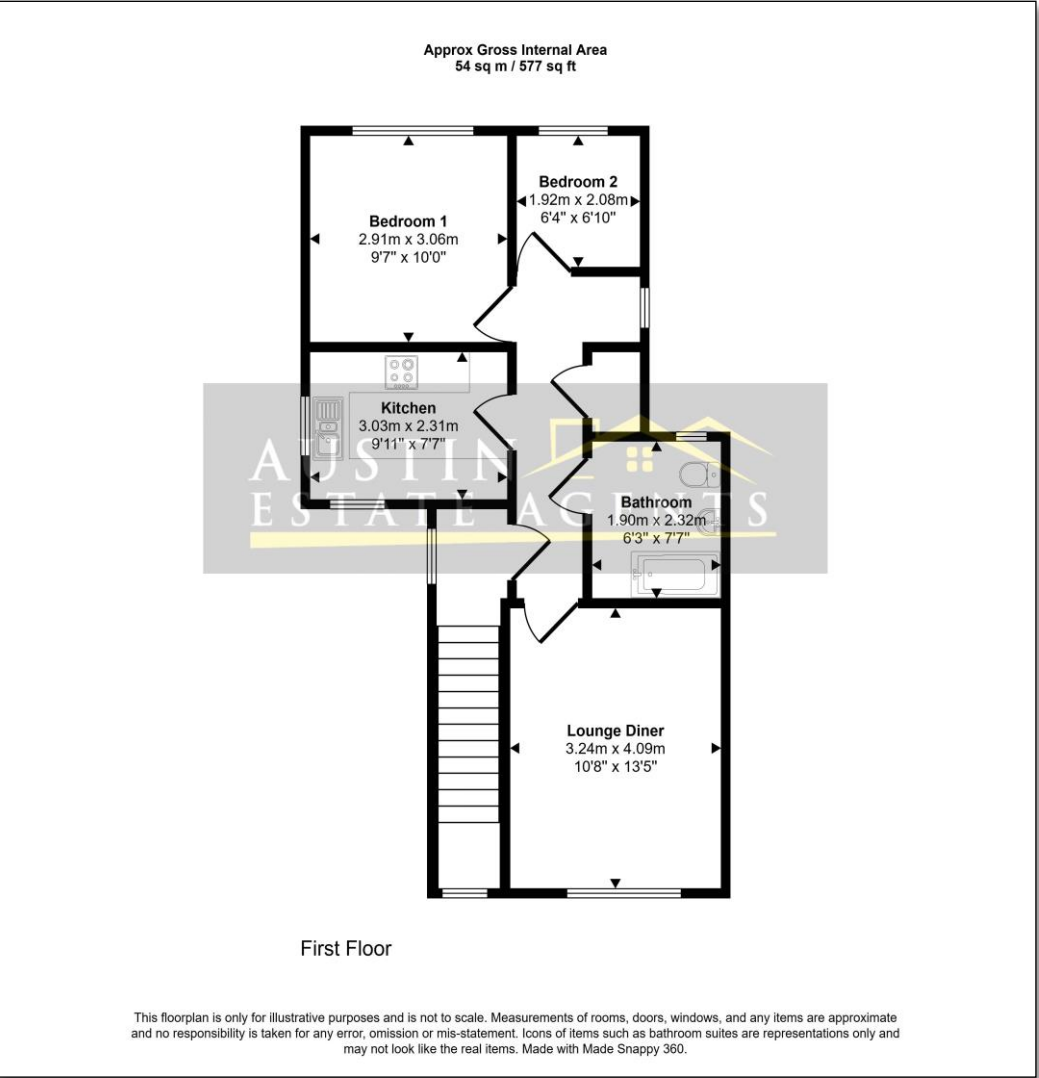 Approx Gross Internal Area
54 sq m / 577 sq ft
Bedroom 2
1.92m x 2.08m
6'4" x 6'10"
Bedroom 1
2.91m x 3.06m
9'7" x 10'0"
Kitchen
3.03m x 2.31m
9'11" x 7'7"
AUSTIN
ESTATE AGENTS
Bathroom
1.90m x 2.32m
6'3" x 7'7"
Lounge Diner
3.24m x 4.09m
10'8" x 13'5"
First Floor
This floorplan is only for illustrative purposes and is not to scale. Measurements of rooms, doors, windows, and any items are approximate
and no responsibility is taken for any error, omission or mis-statement. Icons of items such as bathroom suites are representations only and
may not look like the real items. Made with Made Snappy 360.